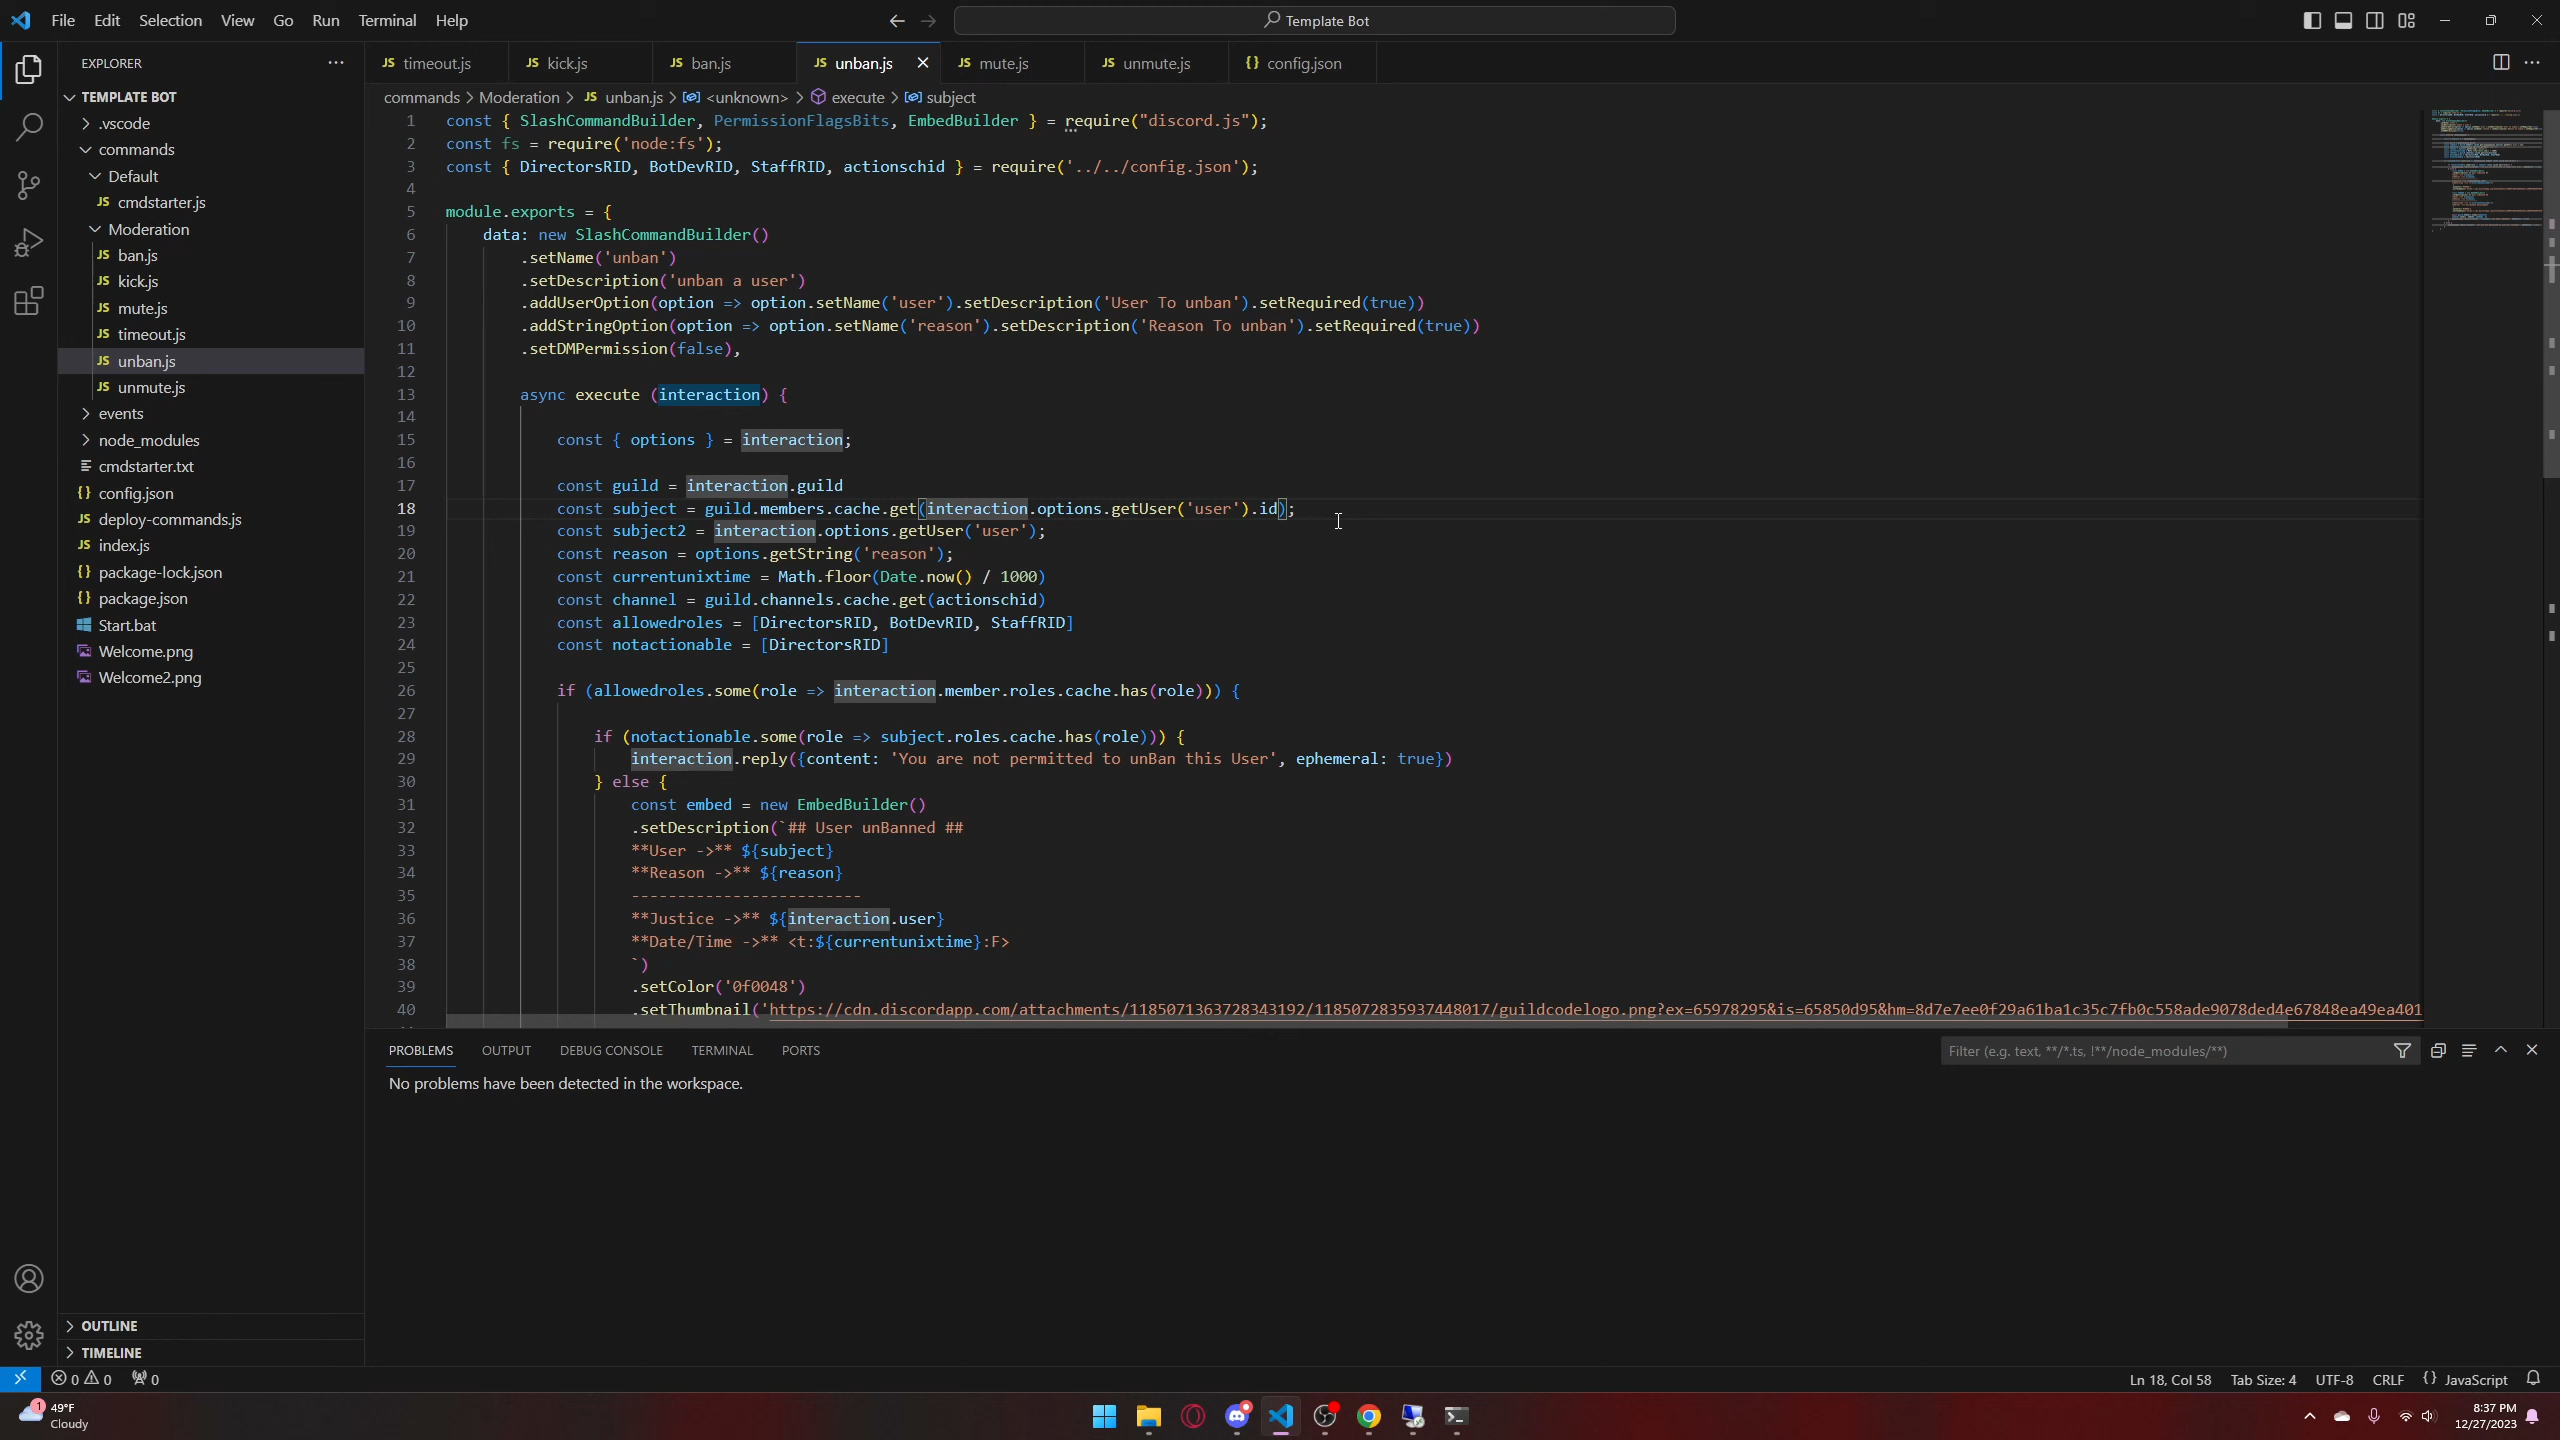 File Edit Selection View Go Run Terminal Help
Template Bot
EXPLORER
TEMPLATE BOT
.vscode
commands
Default
JS cmdstarter.js
Moderation
JS ban.js
JS kick.js
JS mute.js
JS timeout.js
JS unban.js
JS unmute.js
events
node_modules
cmdstarter.txt
{} config.json
JS deploy-commands.js
JS index.js
{} package-lock.json
{} package.json
Start.bat
Welcome.png
Welcome2.png
OUTLINE
TIMELINE
JS timeout.js JS kick.js JS ban.js JS unban.js JS mute.js JS unmute.js {} config.json
commands > Moderation > JS unban.js > <unknown> > execute > subject
1 const { SlashCommandBuilder, PermissionFlagsBits, EmbedBuilder } = require("discord.js");
2 const fs = require('node:fs');
3 const { DirectorsRID, BotDevRID, StaffRID, actionschid } = require('../../config.json');
4
5 module.exports = {
6 data: new SlashCommandBuilder()
7 .setName('unban')
8 .setDescription('unban a user')
9 .addUserOption(option => option.setName('user').setDescription('User To unban').setRequired(true))
10 .addStringOption(option => option.setName('reason').setDescription('Reason To unban').setRequired(true))
11 .setDMPermission(false),
12
13 async execute (interaction) {
14
15 const { options } = interaction;
16
17 const guild = interaction.guild
18 const subject = guild.members.cache.get(interaction.options.getUser('user').id);
19 const subject2 = interaction.options.getUser('user');
20 const reason = options.getString('reason');
21 const currentunixtime = Math.floor(Date.now() / 1000)
22 const channel = guild.channels.cache.get(actionschid)
23 const allowedroles = [DirectorsRID, BotDevRID, StaffRID]
24 const notactionable = [DirectorsRID]
25
26 if (allowedroles.some(role => interaction.member.roles.cache.has(role))) {
27
28 if (notactionable.some(role => subject.roles.cache.has(role))) {
29 interaction.reply({content: 'You are not permitted to unBan this User', ephemeral: true})
30 } else {
31 const embed = new EmbedBuilder()
32 .setDescription(`## User unBanned ##
33 **User ->** ${subject}
34 **Reason ->** ${reason}
35 -------------------------
36 **Justice ->** ${interaction.user}
37 **Date/Time ->** <t:${currentunixtime}:F>
38 `)
39 .setColor('0f0048')
40 .setThumbnail('https://cdn.discordapp.com/attachments/1185071363728343192/1185072835937448017/guildcodelogo.png?ex=65978295&is=65850d95&hm=8d7e7ee0f29a61ba1c35c7fb0c558ade9078ded4e67848ea49ea401
PROBLEMS OUTPUT DEBUG CONSOLE TERMINAL PORTS
Filter (e.g. text, **/*.ts, !**/node_modules/**)
No problems have been detected in the workspace.
0 0 0
Ln 18, Col 58 Tab Size: 4 UTF-8 CRLF {} JavaScript
1
49°F
Cloudy
8:37 PM
12/27/2023